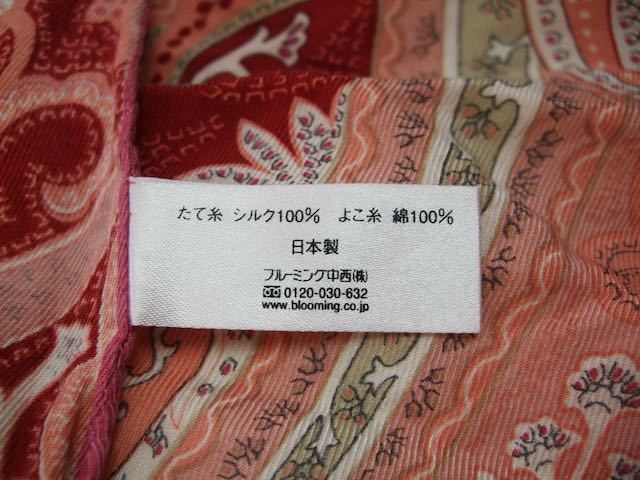 たて糸 シルク100% よこ糸 綿100%
日本製
ブルーミング中西㈱
0120-030-632
www.blooming.co.jp